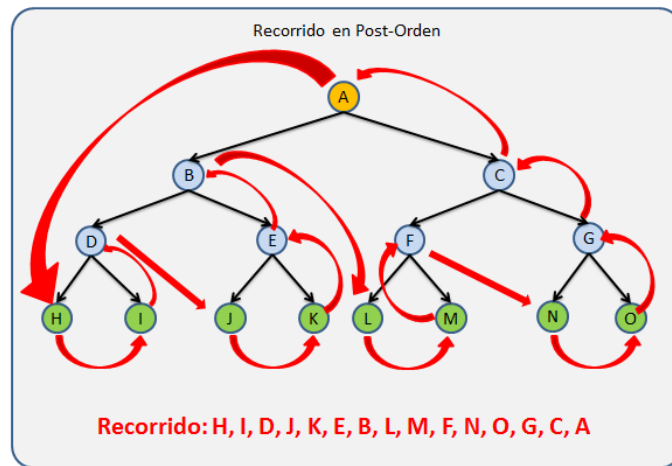 Recorrido en Post-Orden
A
B
C
D
E
F
G
H
I
J
K
L
M
N
O
Recorrido: H, I, D, J, K, E, B, L, M, F, N, O, G, C, A